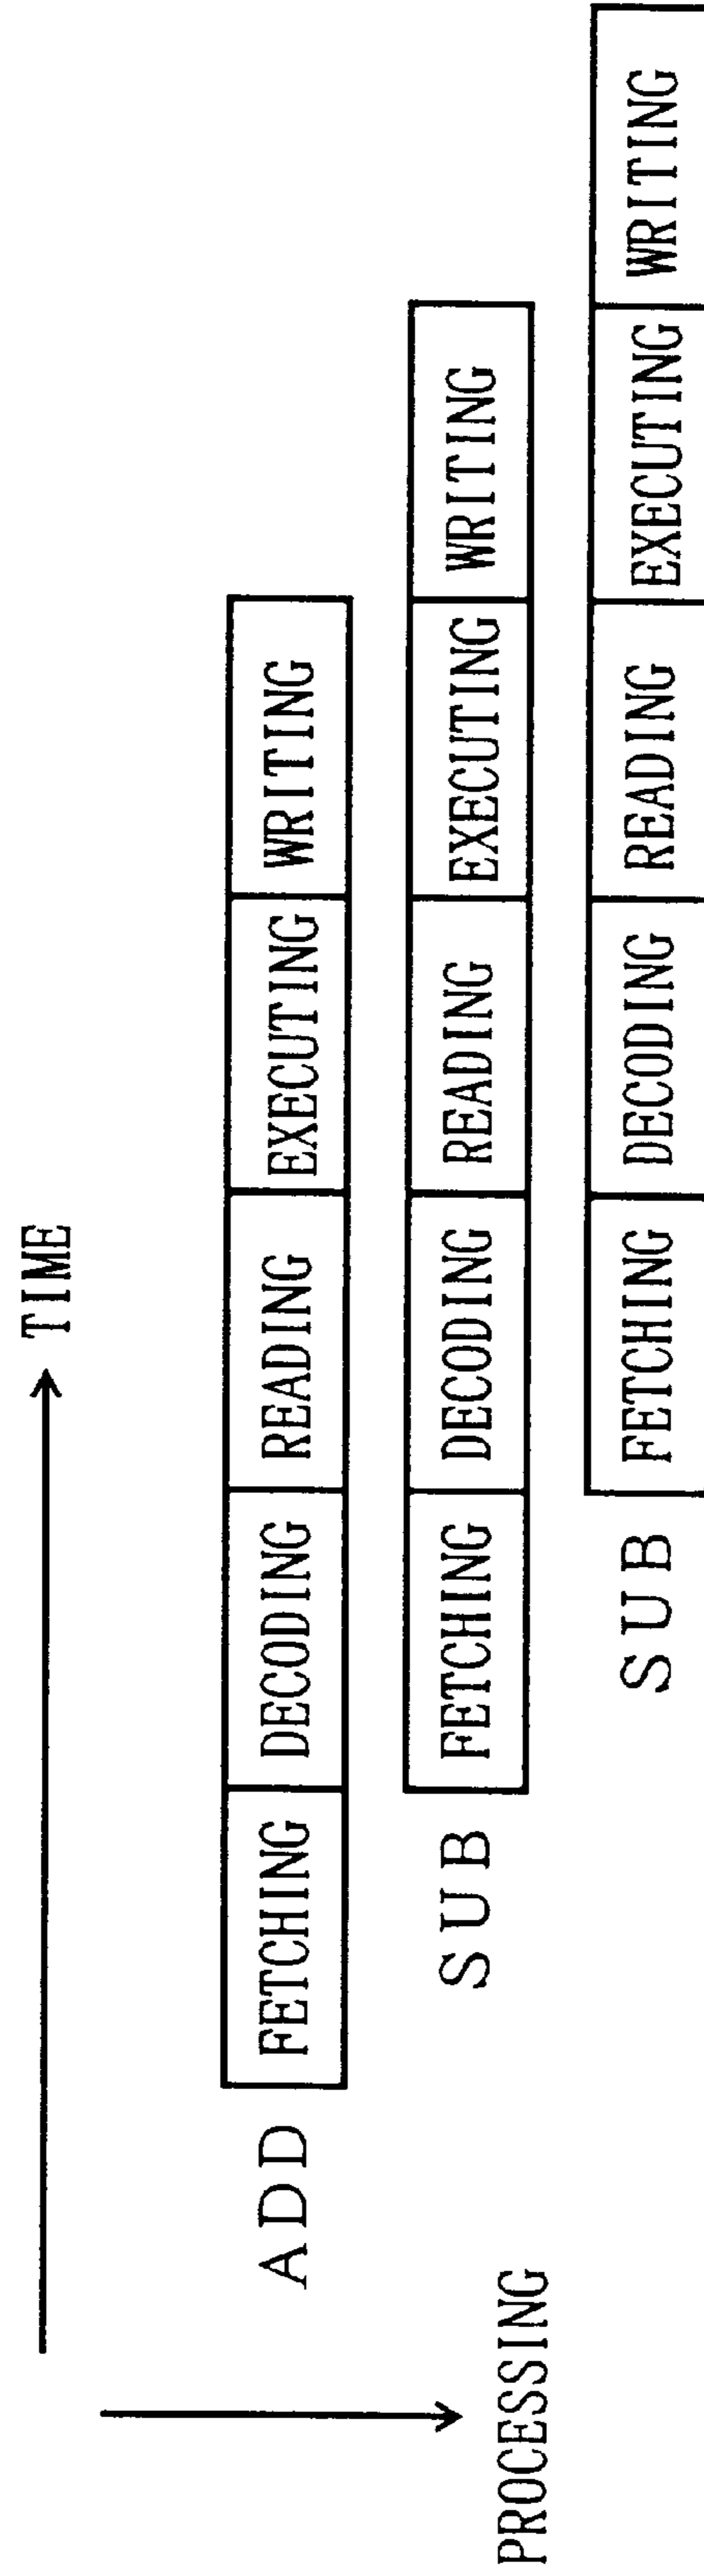 TIME
ADD FETCHING DECODING READING EXECUTING WRITING
SUB FETCHING DECODING READING EXECUTING WRITING
PROCESSING
SUB FETCHING DECODING READING EXECUTING WRITING